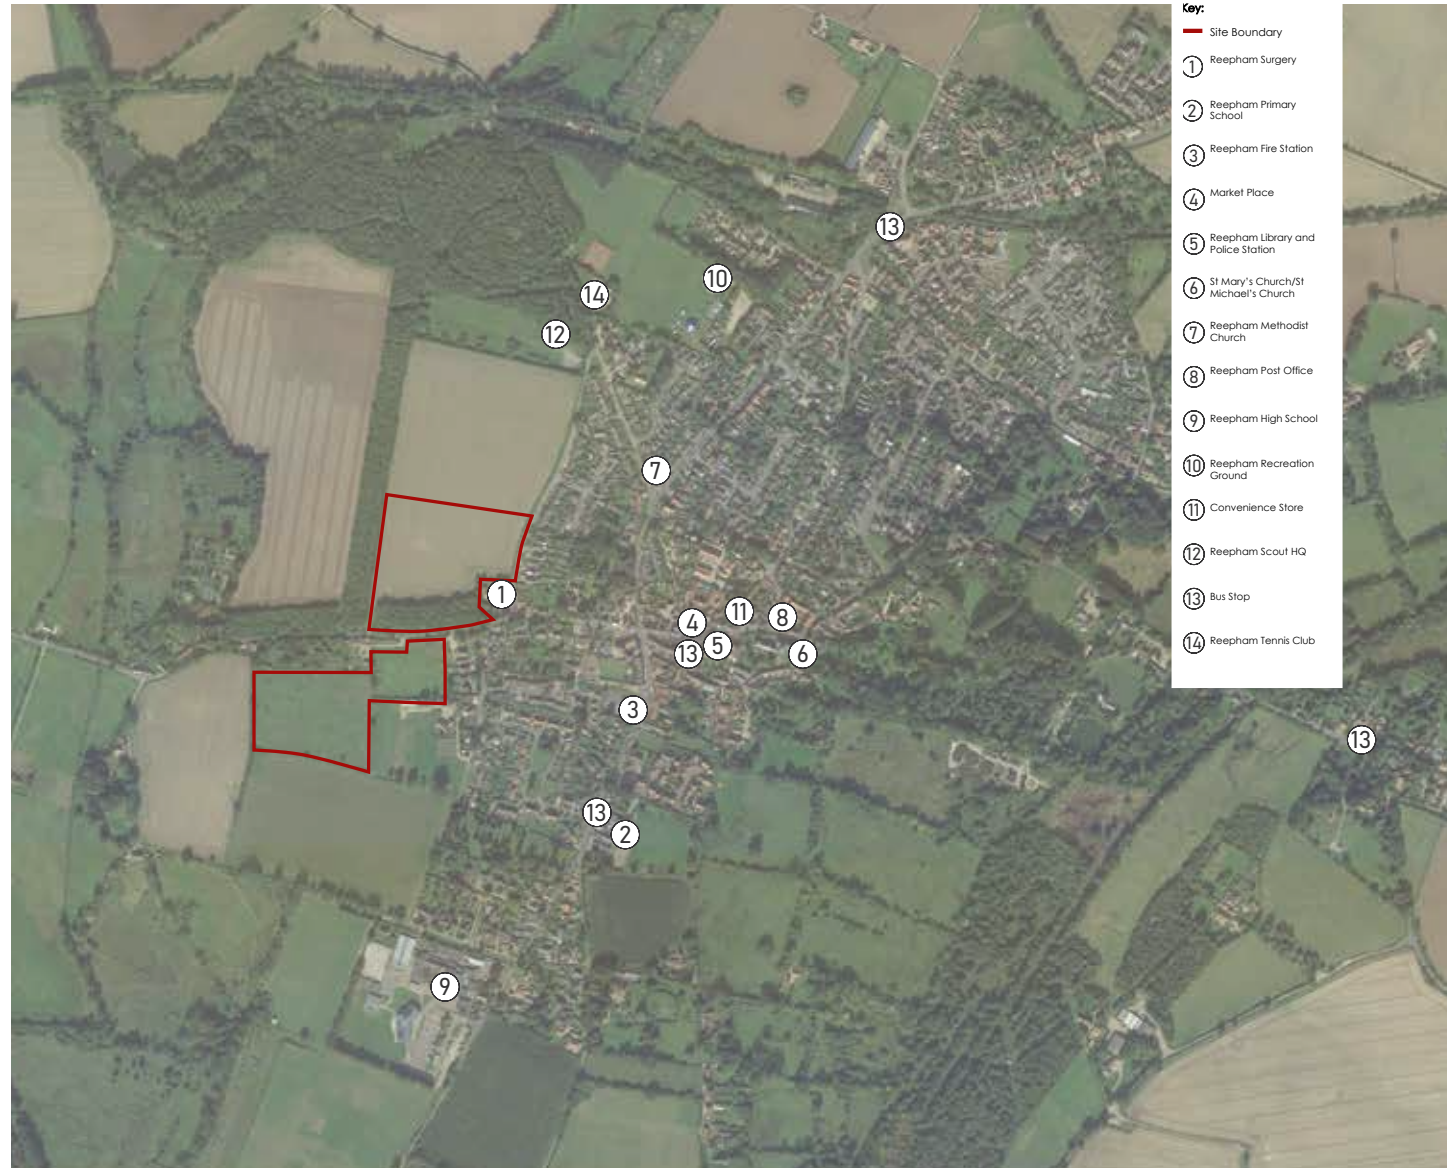 Key:
Site Boundary
1 Reepham Surgery
2 Reepham Primary
School
3 Reepham Fire Station
4 Market Place
5 Reepham Library and
Police Station
6 St Mary's Church/St
Michael's Church
7 Reepham Methodist
Church
8 Reepham Post Office
9 Reepham High School
10 Reepham Recreation
Ground
11 Convenience Store
12 Reepham Scout HQ
13 Bus Stop
14 Reepham Tennis Club
13
10
14
12
7
1
11
8
4
5
13
6
3
13
13
2
9